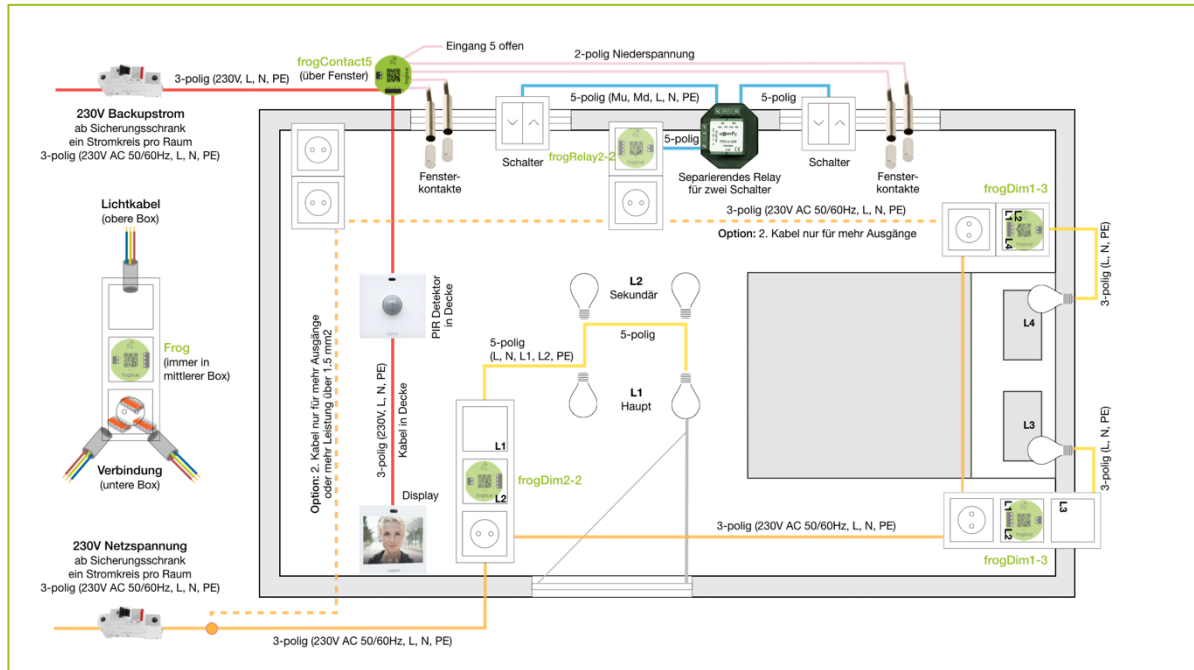 Eingang 5 offen
frogContact5
(über Fenster)
2-polig Niederspannung
3-polig (230V, L, N, PE)
230V Backupstrom
ab Sicherungsschrank
ein Stromkreis pro Raum
3-polig (230V AC 50/60Hz, L, N, PE)
5-polig (Mu, Md, L, N, PE)
5-polig
5-polig
Schalter
frogRelay2-2
somfy
Separierendes Relay
für zwei Schalter
Schalter
Fenster-
kontakte
Fenster-
kontakte
frogDim1-3
3-polig (230V AC 50/60Hz, L, N, PE)
Option: 2. Kabel nur für mehr Ausgänge
L1
L2
L4
3-polig (L, N, PE)
Lichtkabel
(obere Box)
Frog
(immer in
mittlerer Box)
Verbindung
(untere Box)
Option: 2. Kabel nur für mehr Ausgänge
oder mehr Leistung über 1.5 mm2
PIR Detektor
in Decke
3-polig (230V, L, N, PE)
Kabel in Decke
Display
L2
Sekundär
5-polig
(L, N, L1, L2, PE)
5-polig
L1
Haupt
L4
L3
3-polig (L, N, PE)
L1
L2
frogDim2-2
3-polig (230V AC 50/60Hz, L, N, PE)
L1
L2
L3
frogDim1-3
230V Netzspannung
ab Sicherungsschrank
ein Stromkreis pro Raum
3-polig (230V AC 50/60Hz, L, N, PE)
3-polig (230V AC 50/60Hz, L, N, PE)